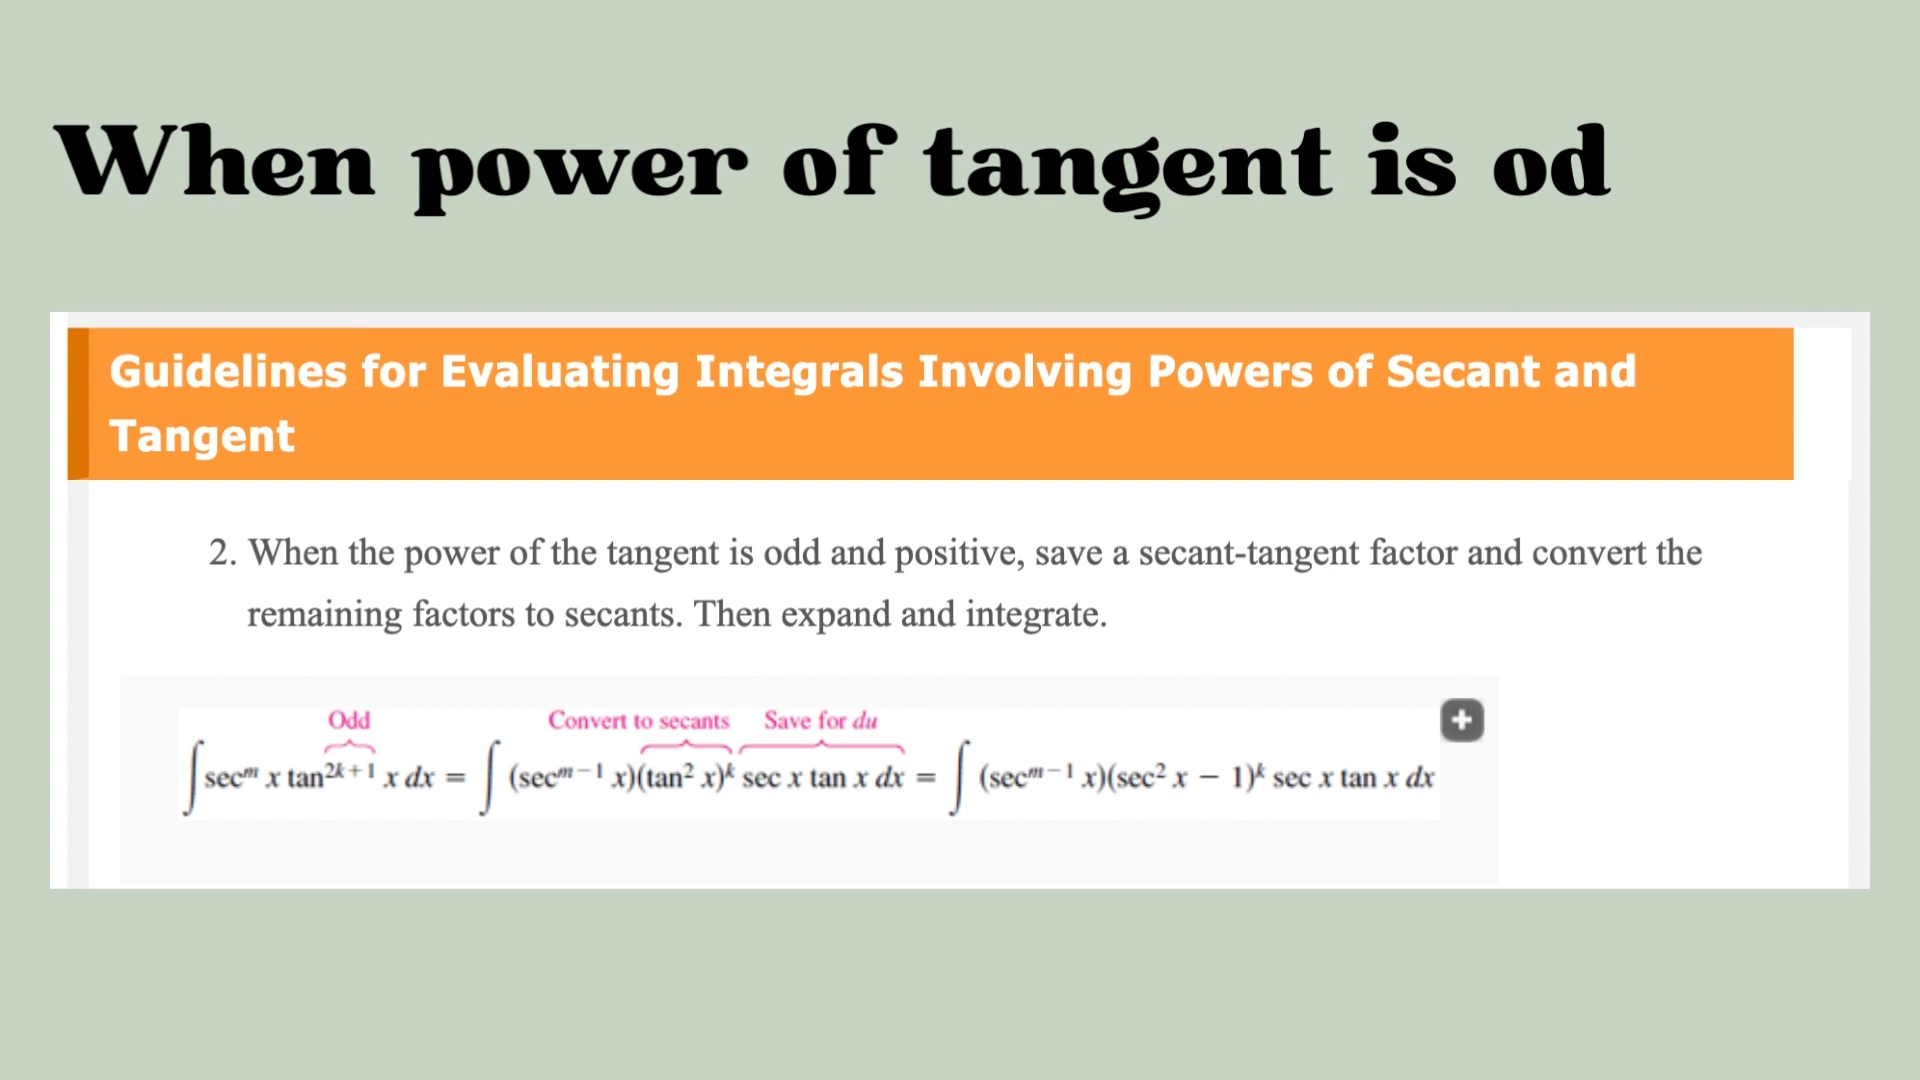 When power of tangent is od
Guidelines for Evaluating Integrals Involving Powers of Secant and
Tangent
2. When the power of the tangent is odd and positive, save a secant-tangent factor and convert the
remaining factors to secants. Then expand and integrate.
Odd Convert to secants Save for du
∫ secᵐ x tan²ᵏ⁺¹ x dx = ∫ (secᵐ⁻¹ x)(tan² x)ᵏ sec x tan x dx = ∫ (secᵐ⁻¹ x)(sec² x − 1)ᵏ sec x tan x dx